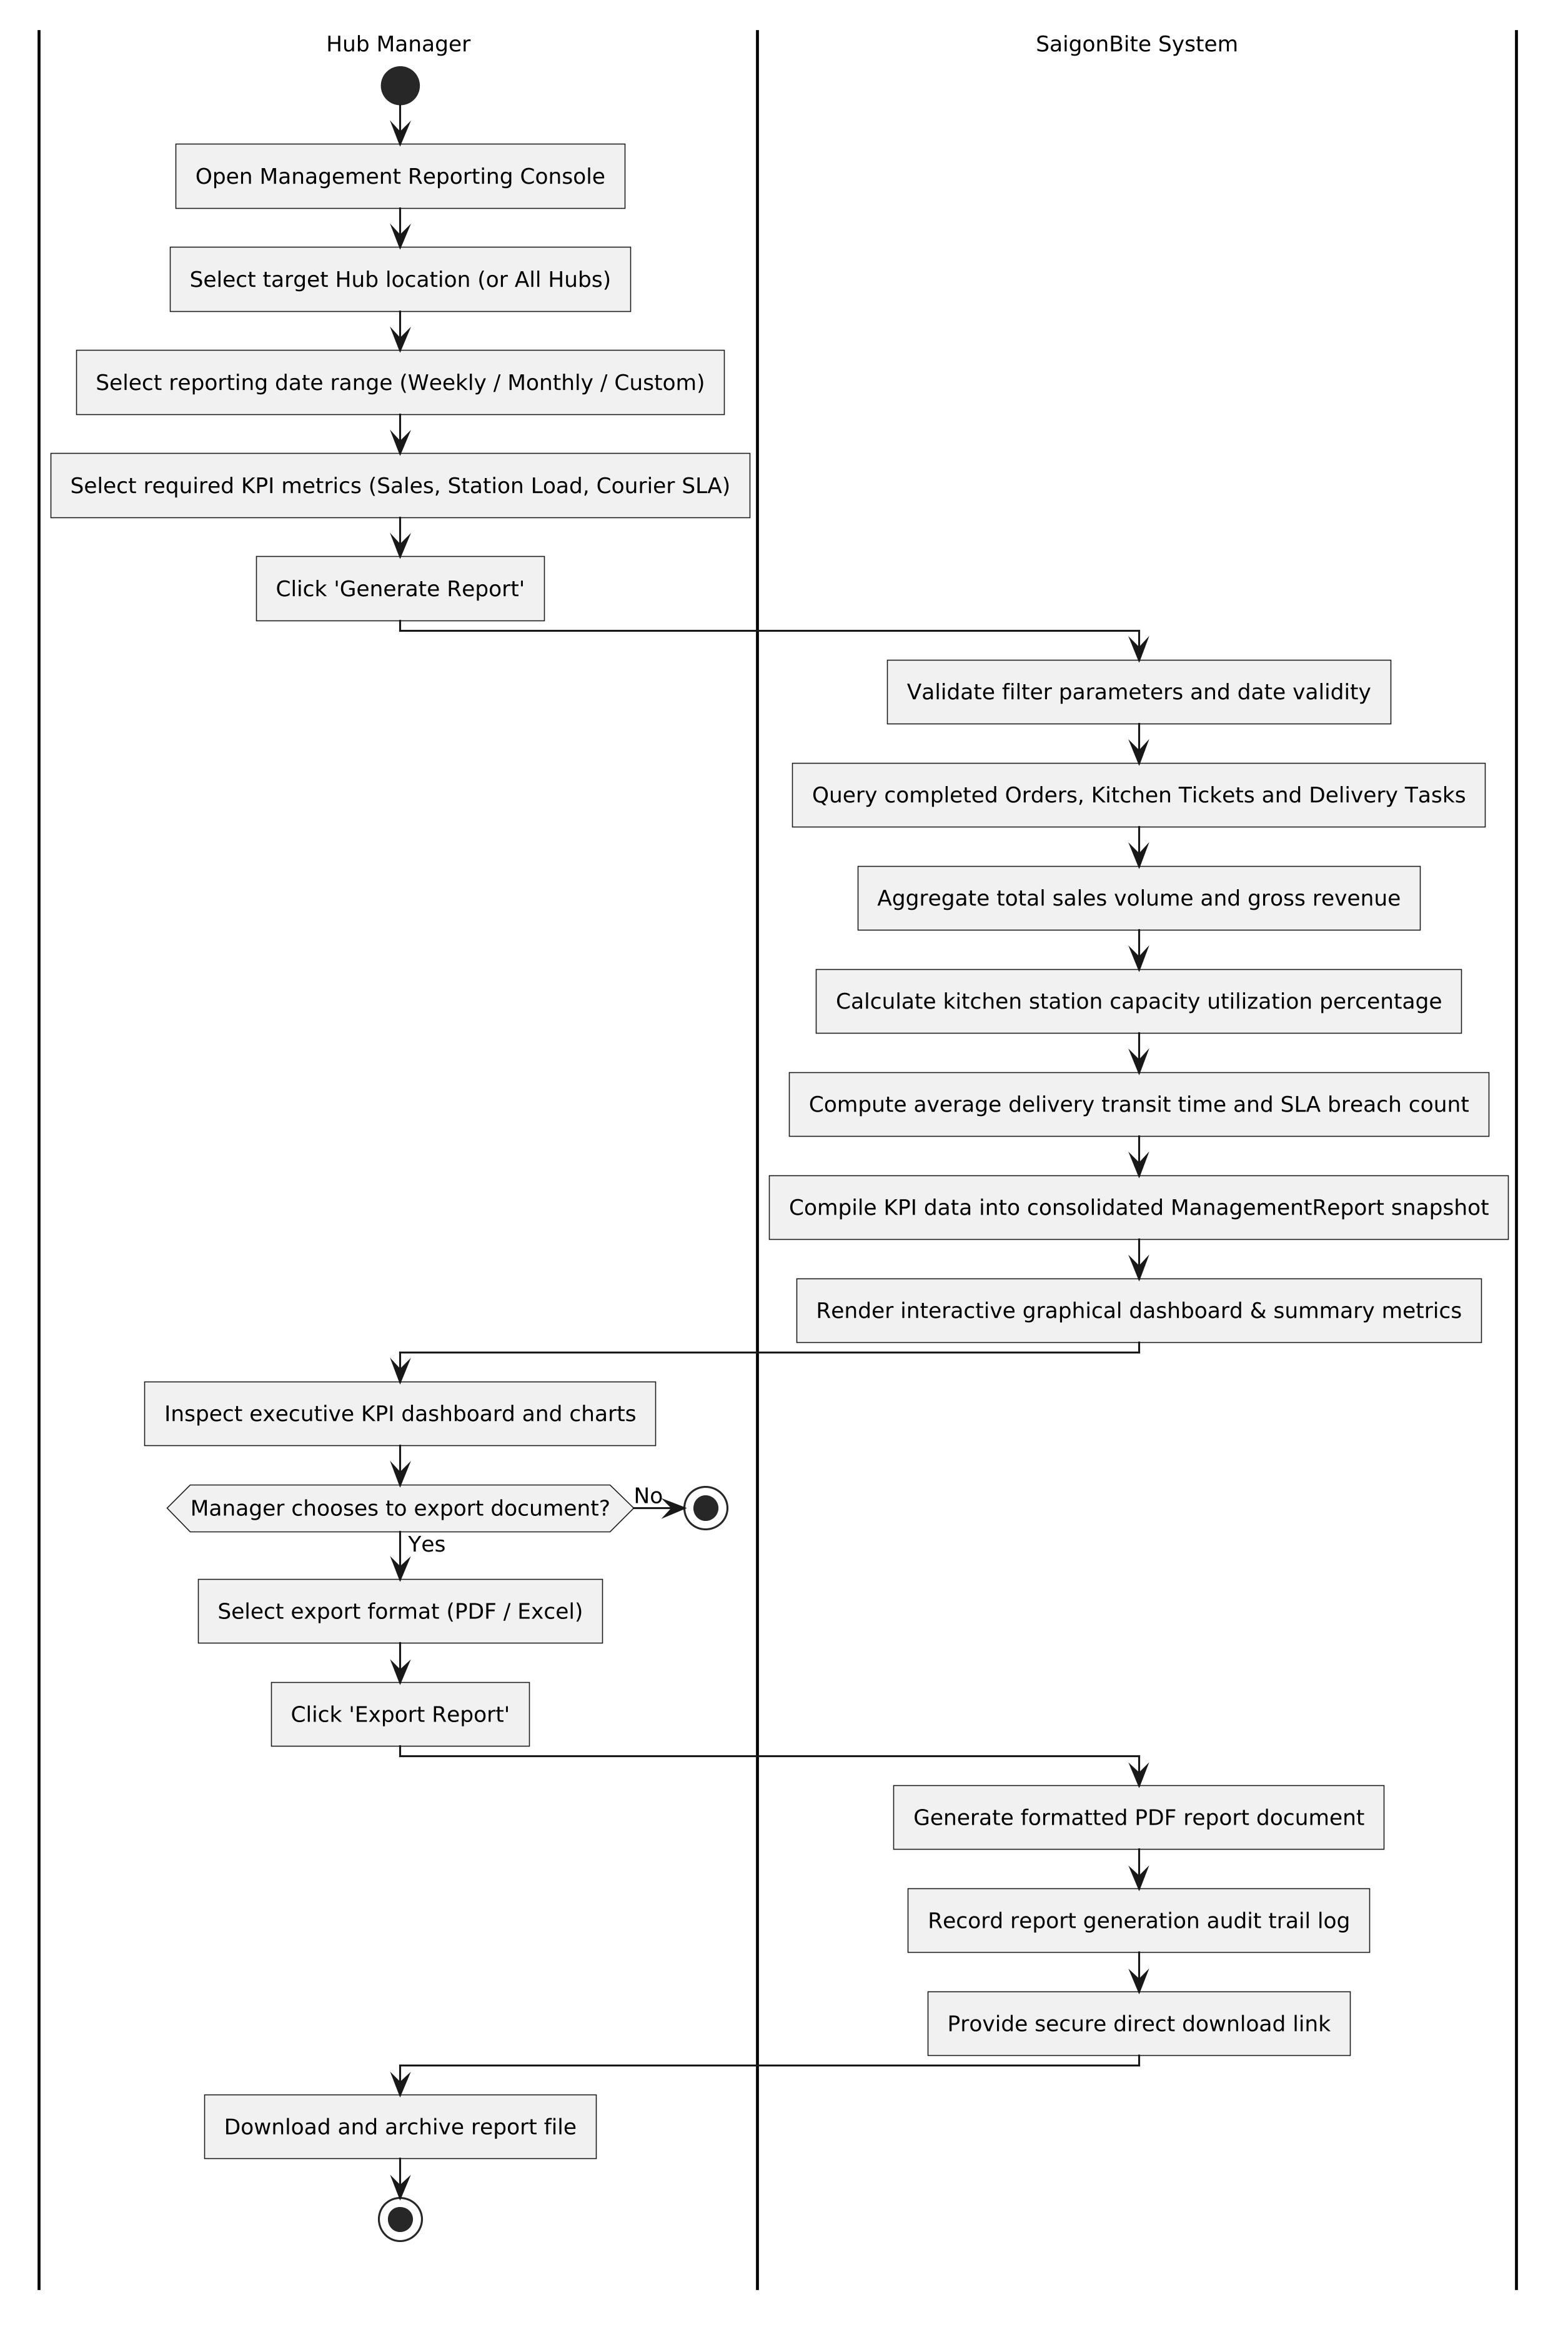 Hub Manager
SaigonBite System
Open Management Reporting Console
Select target Hub location (or All Hubs)
Select reporting date range (Weekly / Monthly / Custom)
Select required KPI metrics (Sales, Station Load, Courier SLA)
Click 'Generate Report'
Validate filter parameters and date validity
Query completed Orders, Kitchen Tickets and Delivery Tasks
Aggregate total sales volume and gross revenue
Calculate kitchen station capacity utilization percentage
Compute average delivery transit time and SLA breach count
Compile KPI data into consolidated ManagementReport snapshot
Render interactive graphical dashboard & summary metrics
Inspect executive KPI dashboard and charts
Manager chooses to export document?
No
Yes
Select export format (PDF / Excel)
Click 'Export Report'
Generate formatted PDF report document
Record report generation audit trail log
Provide secure direct download link
Download and archive report file